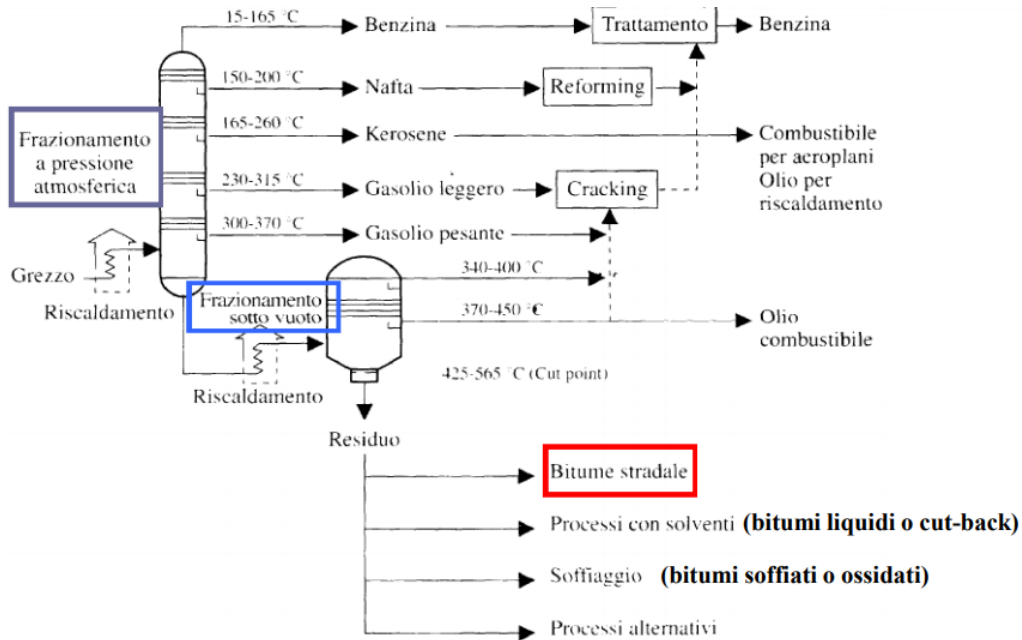 15-165 °C
Benzina
Trattamento
Benzina
150-200 °C
Nafta
Reforming
165-260 °C
Kerosene
Combustibile
per aeroplani
Olio per
riscaldamento
Frazionamento
a pressione
atmosferica
230-315 °C
Gasolio leggero
Cracking
300-370 °C
Gasolio pesante
Grezzo
Riscaldamento
340-400 °C
Frazionamento
sotto vuoto
370-450 °C
Olio
combustibile
Riscaldamento
425-565 °C (Cut point)
Residuo
Bitume stradale
Processi con solventi (bitumi liquidi o cut-back)
Soffiaggio (bitumi soffiati o ossidati)
Processi alternativi